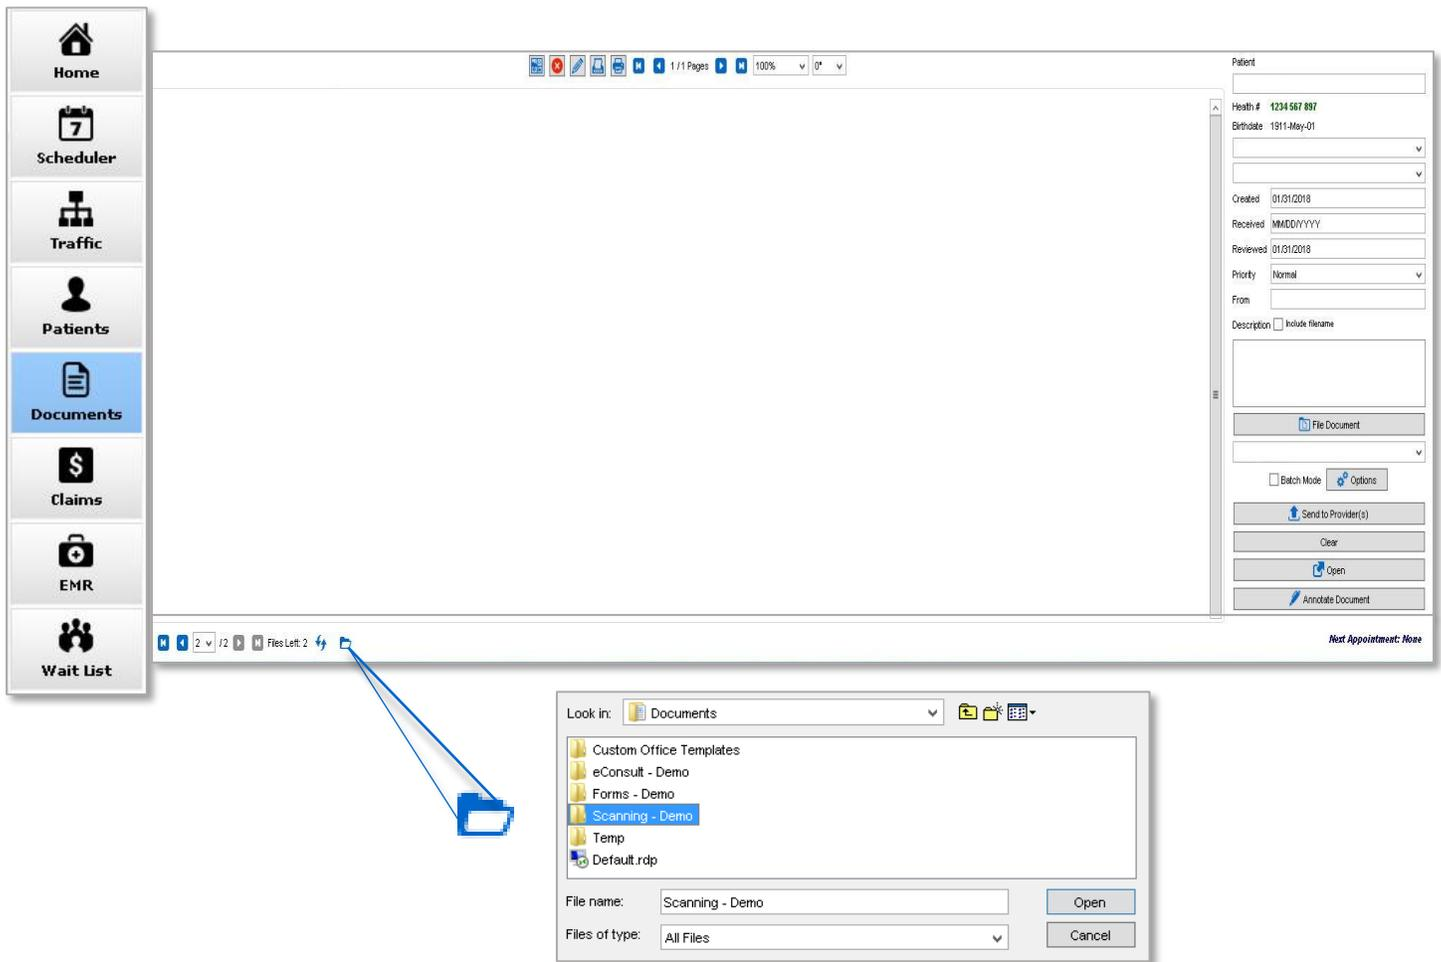 Home
7
Scheduler
Traffic
Patients
Documents
$
Claims
EMR
Wait List
1 / 1 Pages 100% 0°
Patient
Health # 1234 567 897
Birthdate 1911-May-01
Created 01/31/2018
Received MM/DD/YYYY
Reviewed 01/31/2018
Priority Normal
From
Description Include filename
File Document
Batch Mode Options
Send to Provider(s)
Clear
Open
Annotate Document
2 / 2 Files Left: 2
Next Appointment: None
Look in: Documents
Custom Office Templates
eConsult - Demo
Forms - Demo
Scanning - Demo
Temp
Default.rdp
File name: Scanning - Demo Open
Files of type: All Files Cancel